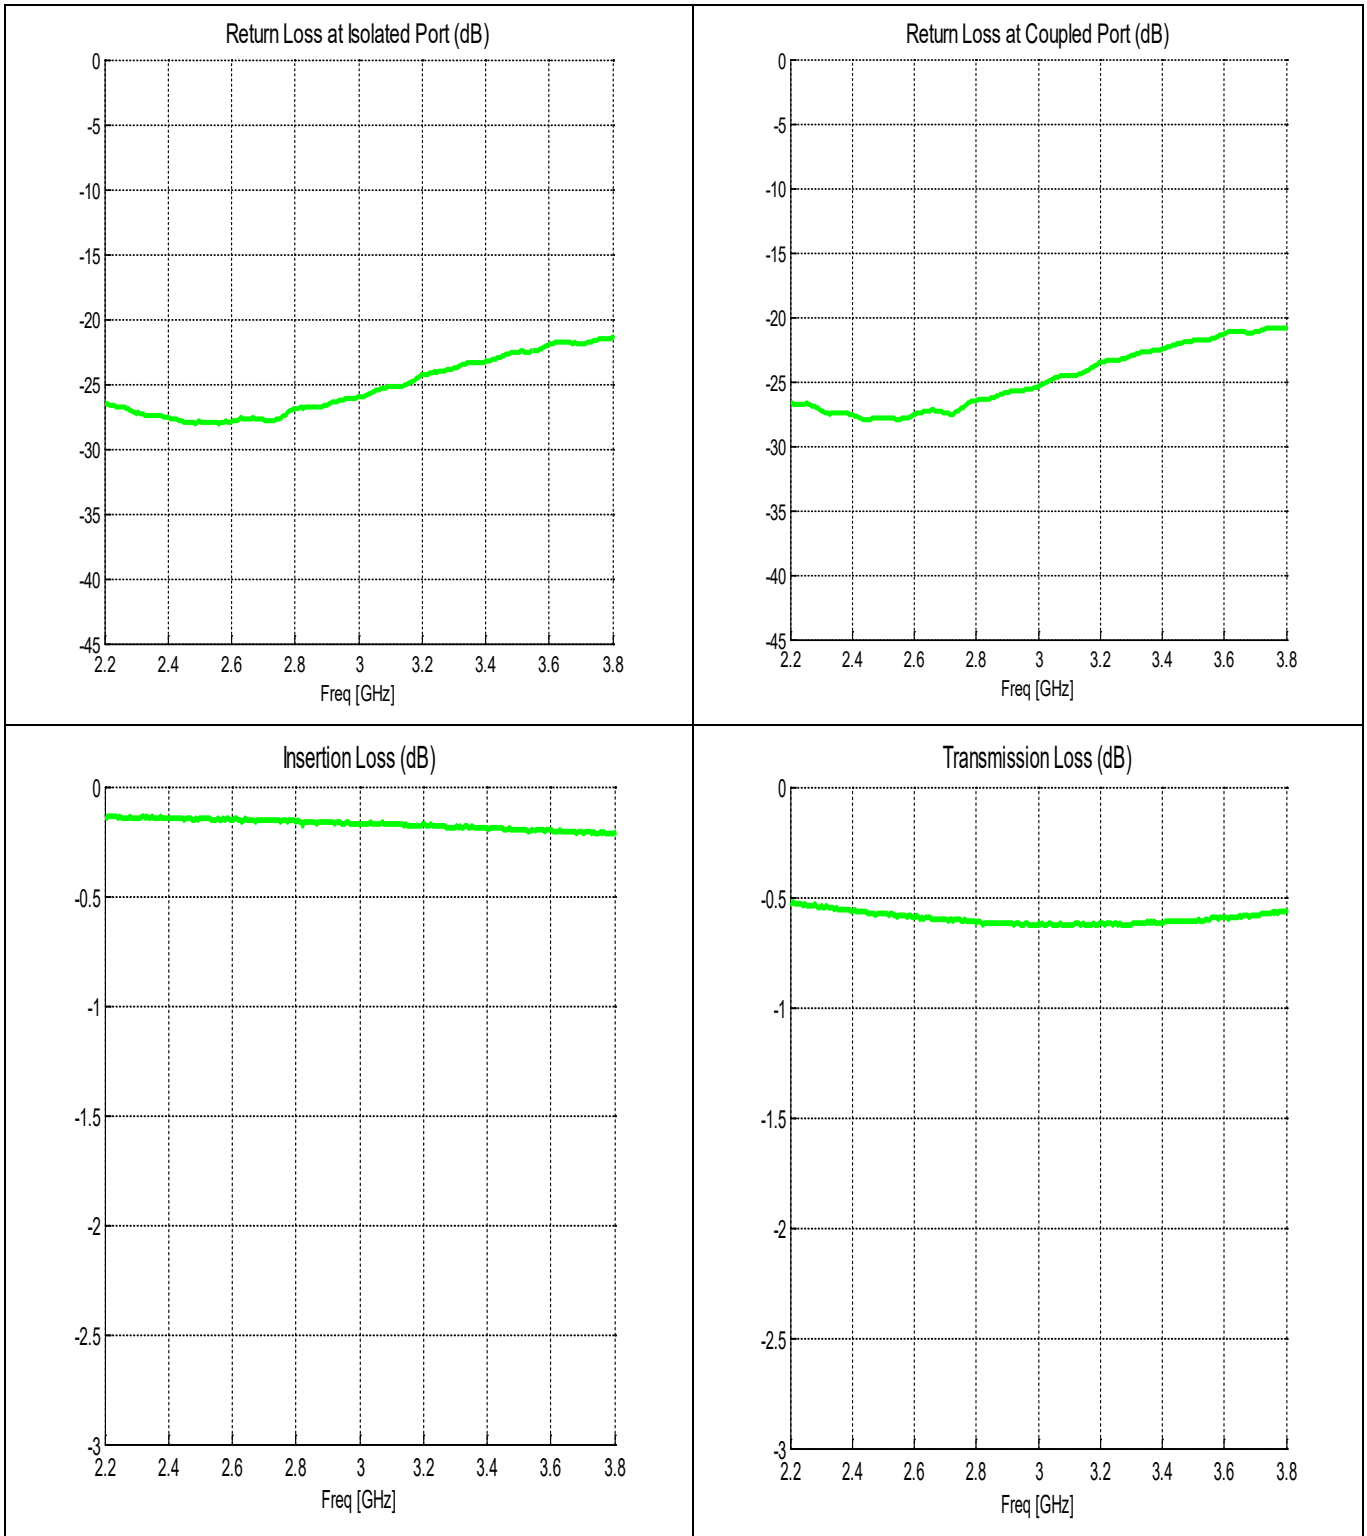 Return Loss at Isolated Port (dB)
0
-5
-10
-15
-20
-25
-30
-35
-40
-45
2.2 2.4 2.6 2.8 3 3.2 3.4 3.6 3.8
Freq [GHz]
Return Loss at Coupled Port (dB)
0
-5
-10
-15
-20
-25
-30
-35
-40
-45
2.2 2.4 2.6 2.8 3 3.2 3.4 3.6 3.8
Freq [GHz]
Insertion Loss (dB)
0
-0.5
-1
-1.5
-2
-2.5
-3
2.2 2.4 2.6 2.8 3 3.2 3.4 3.6 3.8
Freq [GHz]
Transmission Loss (dB)
0
-0.5
-1
-1.5
-2
-2.5
-3
2.2 2.4 2.6 2.8 3 3.2 3.4 3.6 3.8
Freq [GHz]